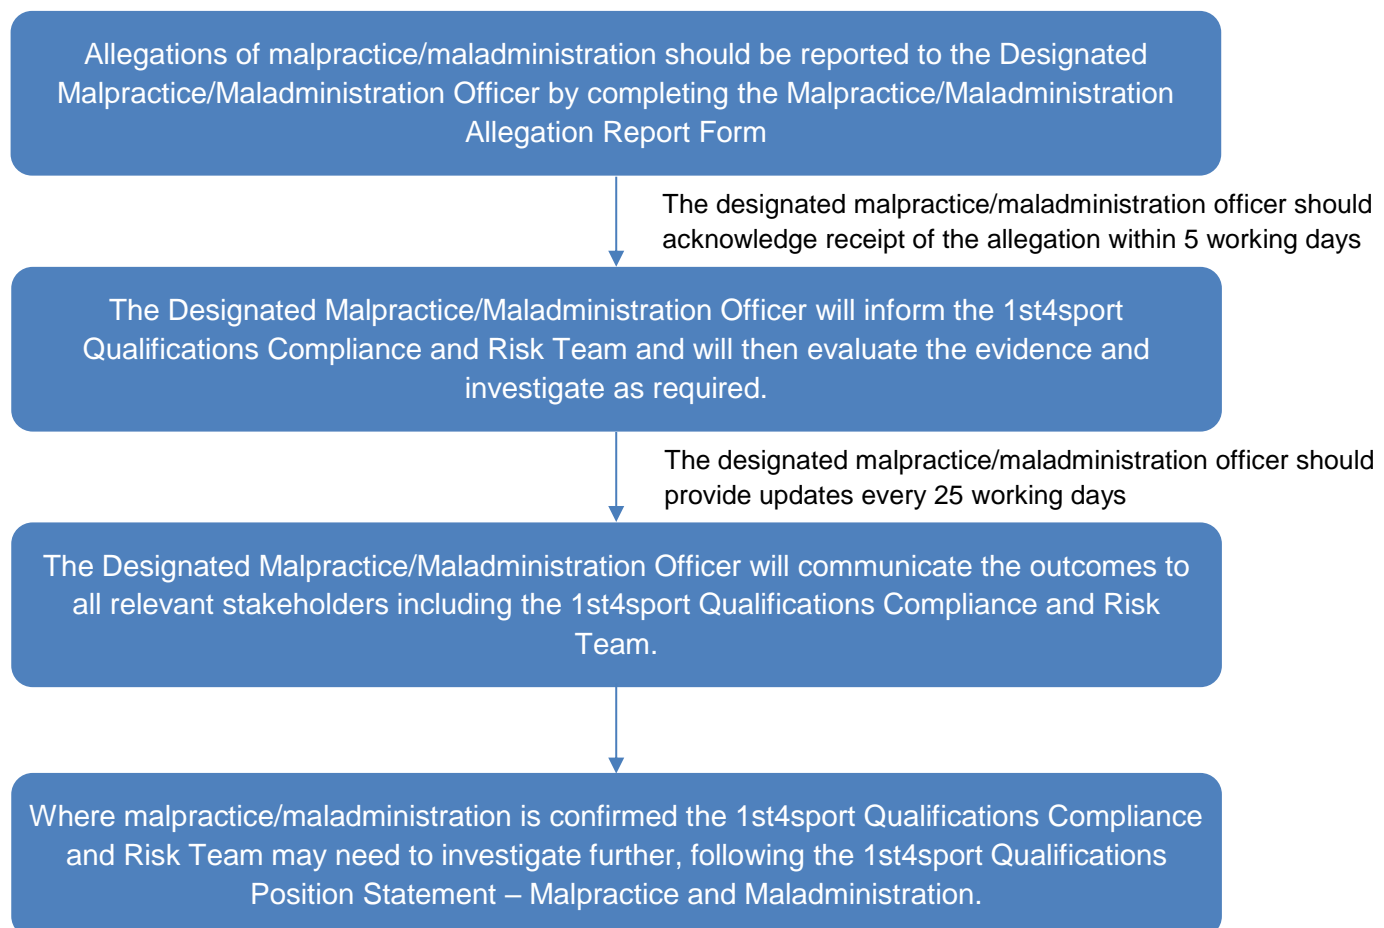 Allegations of malpractice/maladministration should be reported to the Designated
Malpractice/Maladministration Officer by completing the Malpractice/Maladministration
Allegation Report Form
The designated malpractice/maladministration officer should
acknowledge receipt of the allegation within 5 working days
The Designated Malpractice/Maladministration Officer will inform the 1st4sport
Qualifications Compliance and Risk Team and will then evaluate the evidence and
investigate as required.
The designated malpractice/maladministration officer should
provide updates every 25 working days
The Designated Malpractice/Maladministration Officer will communicate the outcomes to
all relevant stakeholders including the 1st4sport Qualifications Compliance and Risk
Team.
Where malpractice/maladministration is confirmed the 1st4sport Qualifications Compliance
and Risk Team may need to investigate further, following the 1st4sport Qualifications
Position Statement – Malpractice and Maladministration.